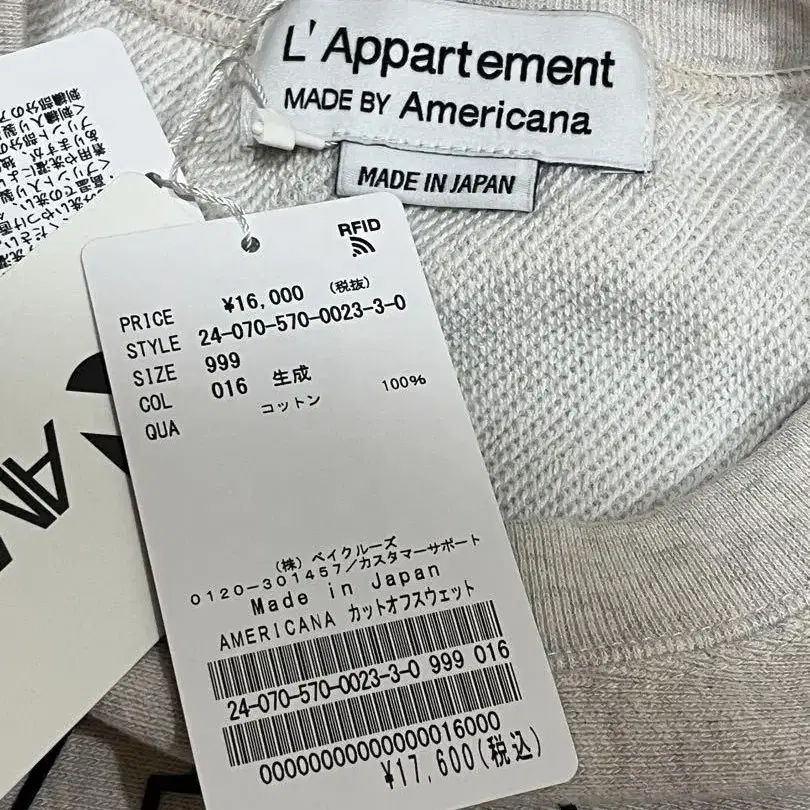 L'Appartement
MADE BY Americana
MADE IN JAPAN
RFID
PRICE ¥16,000 (税抜)
STYLE 24-070-570-0023-3-0
SIZE 999
COL 016 生成
QUA コットン 100%
(株) ベイクルーズ
0120-301457/カスタマーサポート
Made in Japan
AMERICANA カットオフスウェット
24-070-570-0023-3-0 999 016
00000000000000016000
¥17,600(税込)